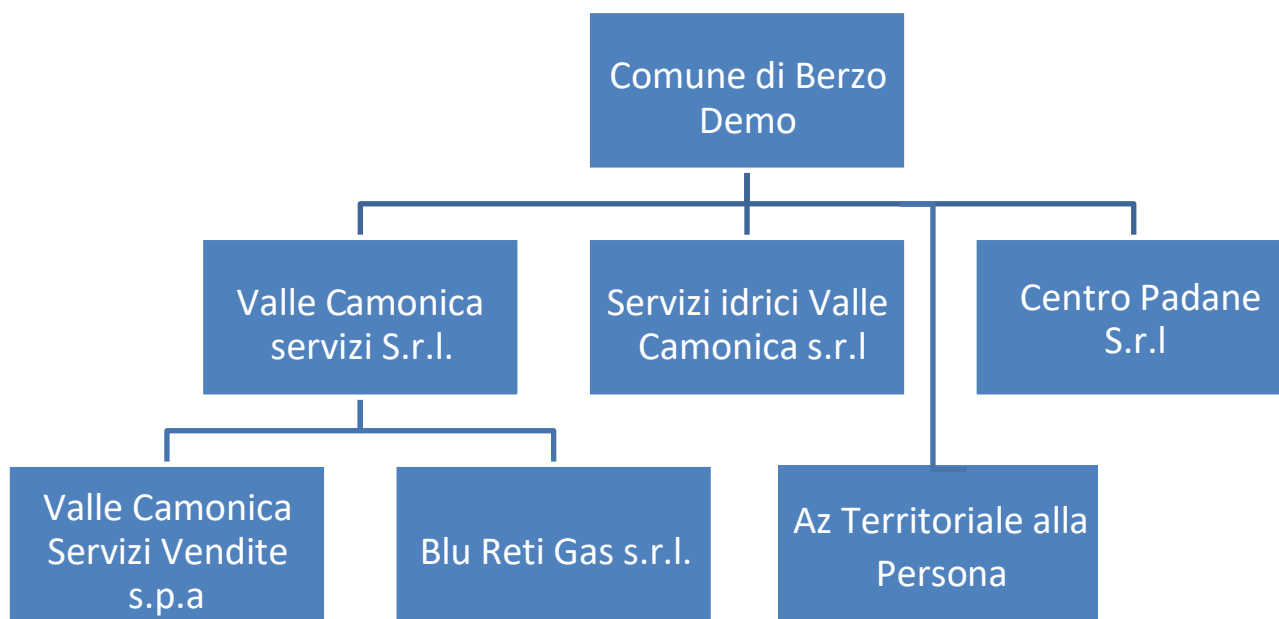 Comune di Berzo
Demo
Valle Camonica
servizi S.r.l.
Servizi idrici Valle
Camonica s.r.l
Centro Padane
S.r.l
Valle Camonica
Servizi Vendite
s.p.a
Blu Reti Gas s.r.l.
Az Territoriale alla
Persona